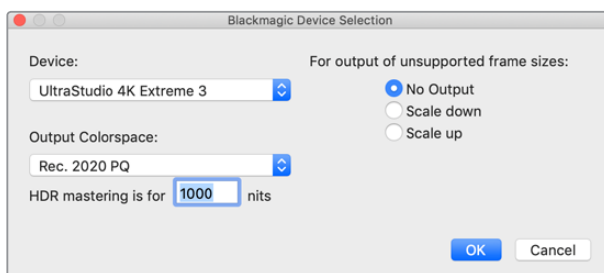 Blackmagic Device Selection
Device:
UltraStudio 4K Extreme 3
Output Colorspace:
Rec. 2020 PQ
HDR mastering is for 1000 nits
For output of unsupported frame sizes:
No Output
Scale down
Scale up
OK
Cancel